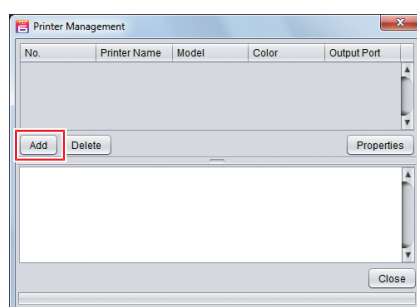 Printer Management
No. Printer Name Model Color Output Port
Add Delete Properties
Close